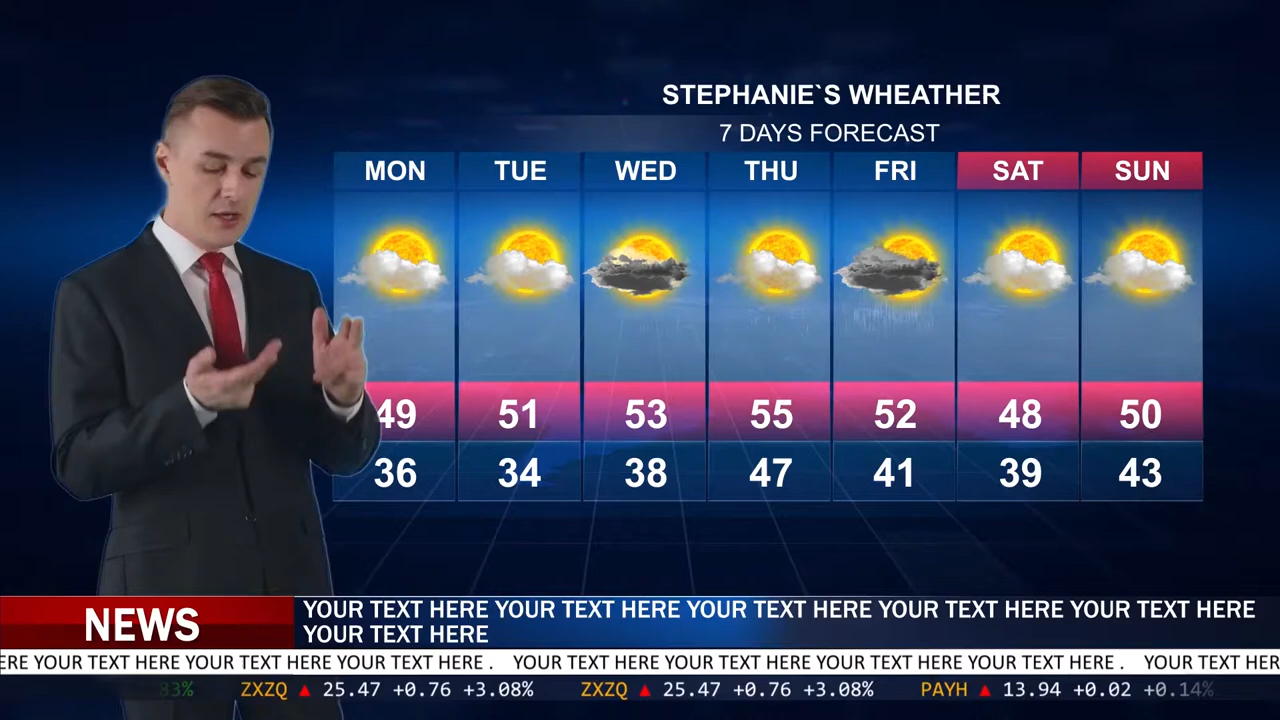 STEPHANIE`S WHEATHER
7 DAYS FORECAST
MON TUE WED THU FRI SAT SUN
49 51 53 55 52 48 50
36 34 38 47 41 39 43
NEWS
YOUR TEXT HERE YOUR TEXT HERE YOUR TEXT HERE YOUR TEXT HERE YOUR TEXT HERE
YOUR TEXT HERE
ERE YOUR TEXT HERE YOUR TEXT HERE YOUR TEXT HERE . YOUR TEXT HERE YOUR TEXT HERE YOUR TEXT HERE YOUR TEXT HERE . YOUR TEXT HER
83% ZXZQ ▲ 25.47 +0.76 +3.08% ZXZQ ▲ 25.47 +0.76 +3.08% PAYH ▲ 13.94 +0.02 +0.14%